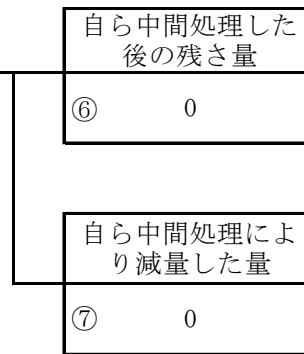 自ら中間処理した
後の残さ量
⑥ 0
自ら中間処理によ
り減量した量
⑦ 0